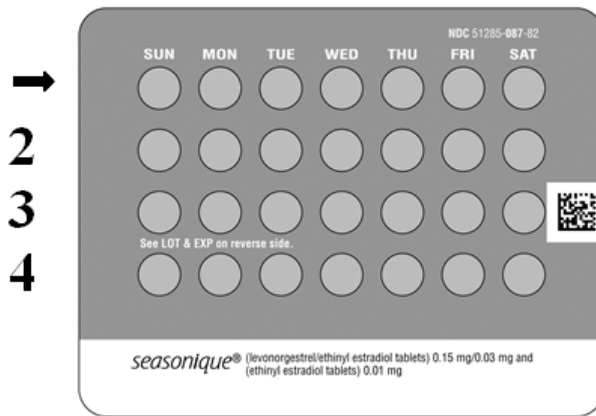 NDC 51285-087-82
SUN MON TUE WED THU FRI SAT
2
3
See LOT & EXP on reverse side.
4
seasonique® (levonorgestrel/ethinyl estradiol tablets) 0.15 mg/0.03 mg and
(ethinyl estradiol tablets) 0.01 mg